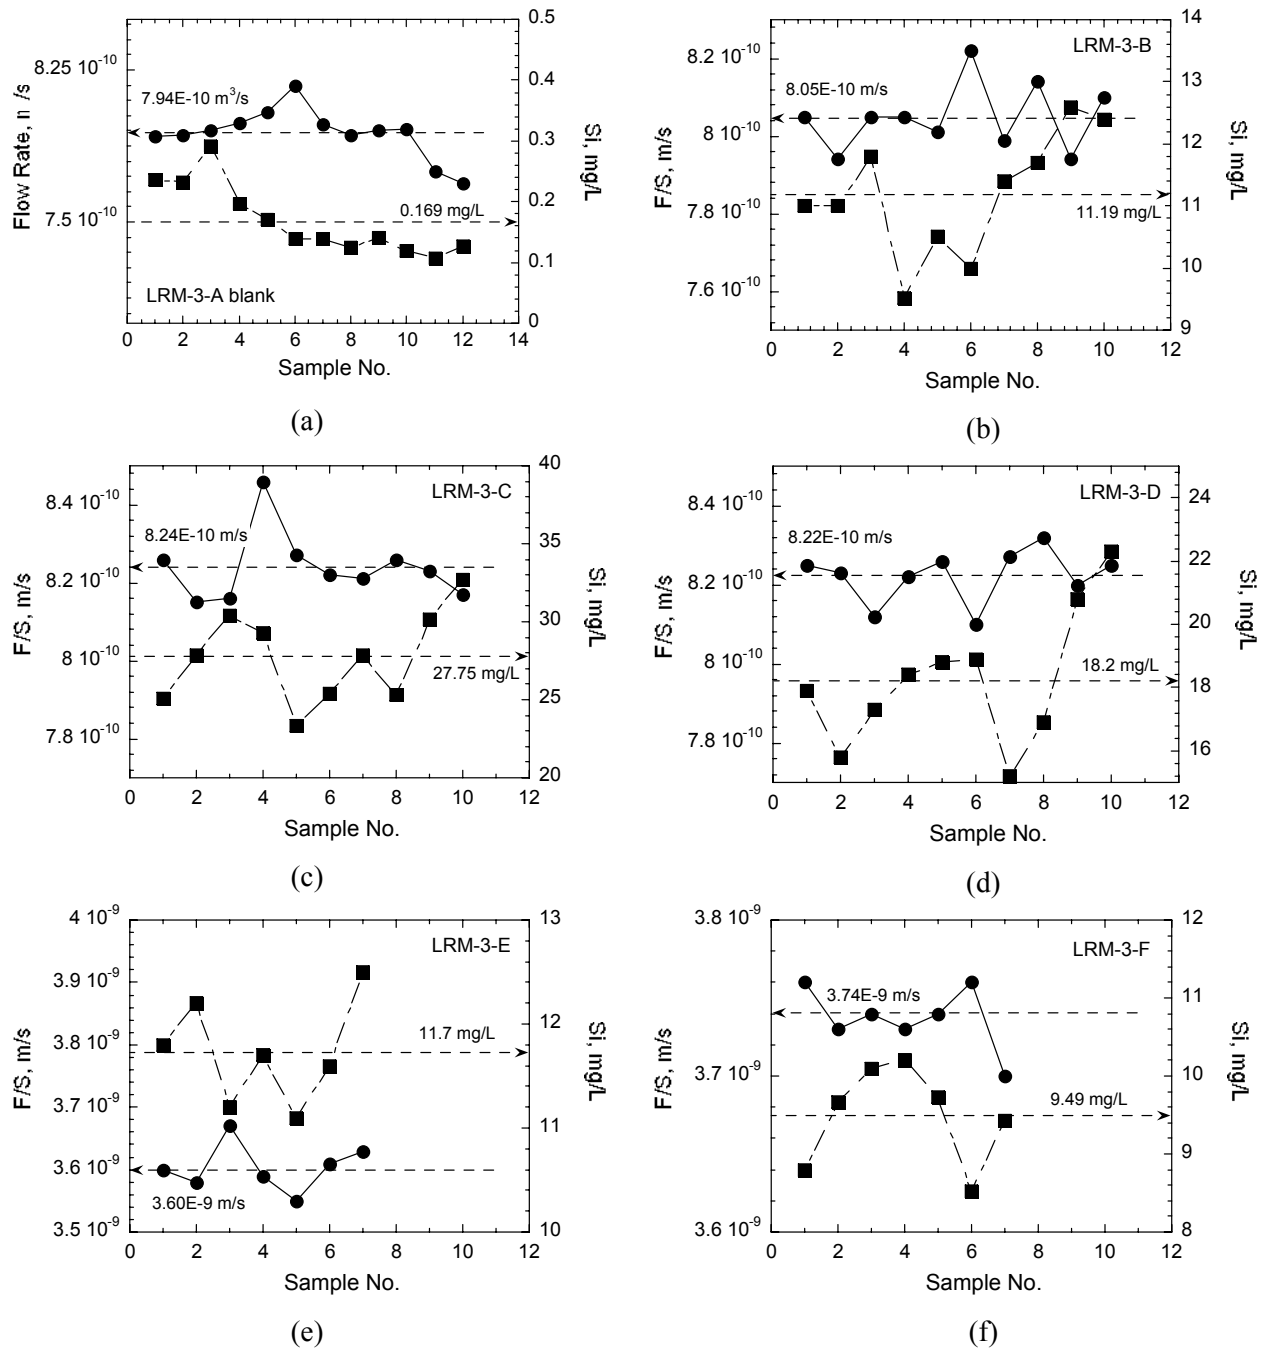 0.5
8.25 10-10
0.4
7.94E-10 m3/s
Flow Rate, m /s
0.3
Si, mg/L
0.2
0.169 mg/L
7.5 10-10
0.1
LRM-3-A blank
0
0 2 4 6 8 10 12 14
Sample No.
(a)
14
8.2 10-10
LRM-3-B
13
8.05E-10 m/s
8 10-10
12
F/S, m/s
Si, mg/L
7.8 10-10
11.19 mg/L
11
7.6 10-10
10
9
0 2 4 6 8 10 12
Sample No.
(b)
40
8.4 10-10
LRM-3-C
35
8.24E-10 m/s
8.2 10-10
F/S, m/s
Si, mg/L
30
8 10-10
27.75 mg/L
25
7.8 10-10
20
0 2 4 6 8 10 12
Sample No.
(c)
24
8.4 10-10
LRM-3-D
8.22E-10 m/s
22
8.2 10-10
F/S, m/s
Si, mg/L
20
8 10-10
18.2 mg/L
18
7.8 10-10
16
0 2 4 6 8 10 12
Sample No.
(d)
4 10-9
13
LRM-3-E
3.9 10-9
11.7 mg/L
12
3.8 10-9
F/S, m/s
Si, mg/L
3.7 10-9
11
3.6 10-9
3.60E-9 m/s
3.5 10-9
10
0 2 4 6 8 10 12
Sample No.
(e)
3.8 10-9
12
LRM-3-F
11
3.74E-9 m/s
F/S, m/s
Si, mg/L
3.7 10-9
10
9.49 mg/L
9
3.6 10-9
8
0 2 4 6 8 10 12
Sample No.
(f)